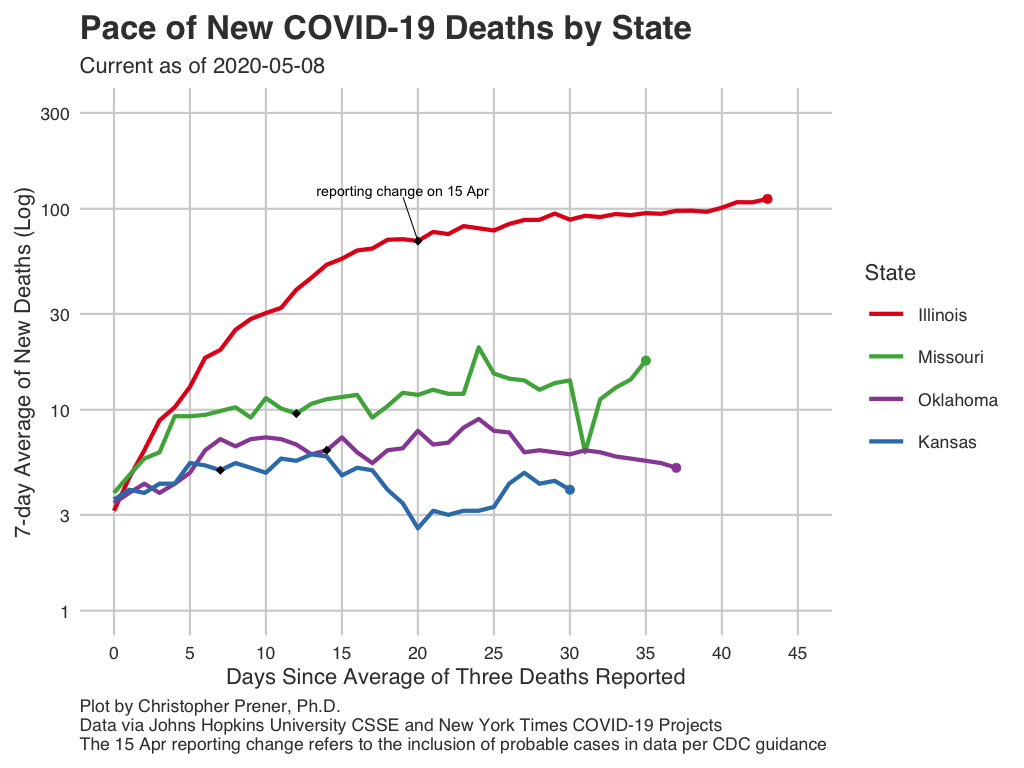 Pace of New COVID-19 Deaths by State
Current as of 2020-05-08
7-day Average of New Deaths (Log)
300
100
30
10
3
1
reporting change on 15 Apr
0 5 10 15 20 25 30 35 40 45
Days Since Average of Three Deaths Reported
State
Illinois
Missouri
Oklahoma
Kansas
Plot by Christopher Prener, Ph.D.
Data via Johns Hopkins University CSSE and New York Times COVID-19 Projects
The 15 Apr reporting change refers to the inclusion of probable cases in data per CDC guidance